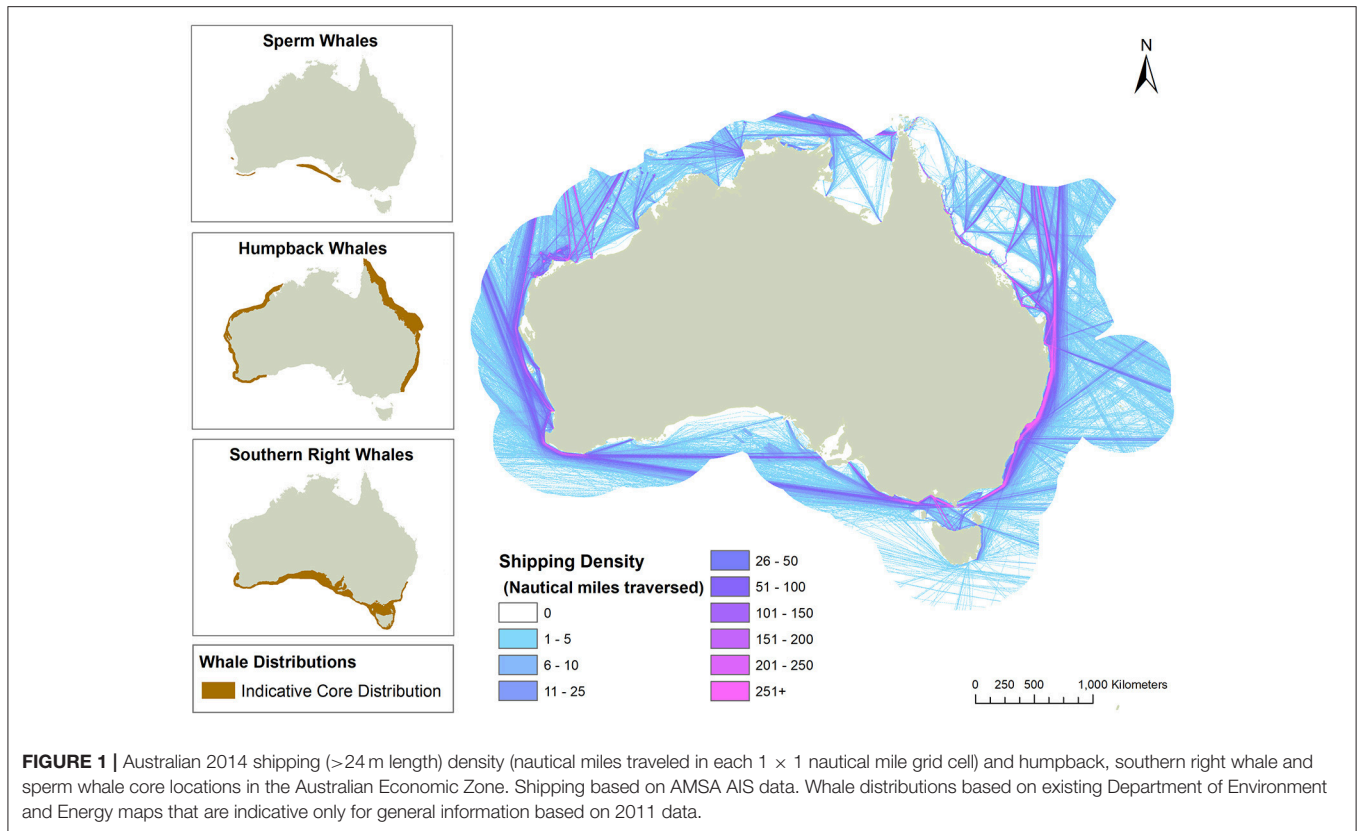 Sperm Whales
Humpback Whales
Southern Right Whales
Whale Distributions
Indicative Core Distribution
N
Shipping Density
(Nautical miles traversed)
0
1 - 5
6 - 10
11 - 25
26 - 50
51 - 100
101 - 150
151 - 200
201 - 250
251+
0 250 500 1,000 Kilometers
FIGURE 1 | Australian 2014 shipping (>24 m length) density (nautical miles traveled in each 1 × 1 nautical mile grid cell) and humpback, southern right whale and
sperm whale core locations in the Australian Economic Zone. Shipping based on AMSA AIS data. Whale distributions based on existing Department of Environment
and Energy maps that are indicative only for general information based on 2011 data.